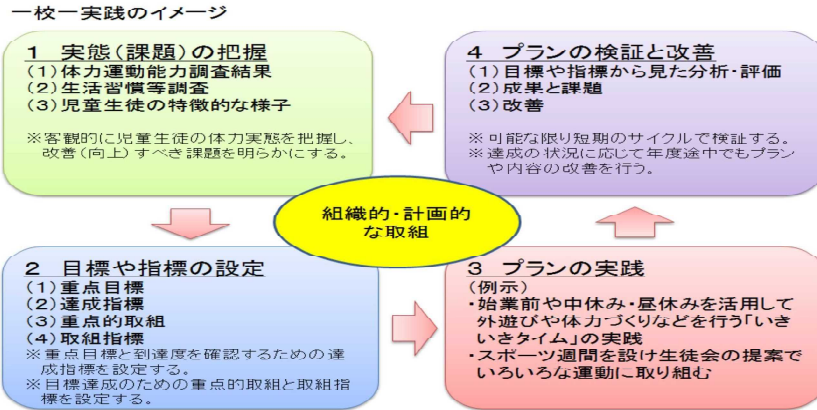 一校一実践のイメージ
1 実態(課題)の把握
(1)体力運動能力調査結果
(2)生活習慣等調査
(3)児童生徒の特徴的な様子
※客観的に児童生徒の体力実態を把握し、
改善(向上)すべき課題を明らかにする。
2 目標や指標の設定
(1)重点目標
(2)達成指標
(3)重点的取組
(4)取組指標
※重点目標と到達度を確認するための達
成指標を設定する。
※目標達成のための重点的取組と取組指
標を設定する。
組織的・計画的
な取組
3 プランの実践
(例示)
・始業前や中休み・昼休みを活用して
外遊びや体力づくりなどを行う「いき
いきタイム」の実践
・スポーツ週間を設け生徒会の提案で
いろいろな運動に取り組む
4 プランの検証と改善
(1)目標や指標から見た分析・評価
(2)成果と課題
(3)改善
※可能な限り短期のサイクルで検証する。
※達成の状況に応じて年度途中でもプラン
や内容の改善を行う。